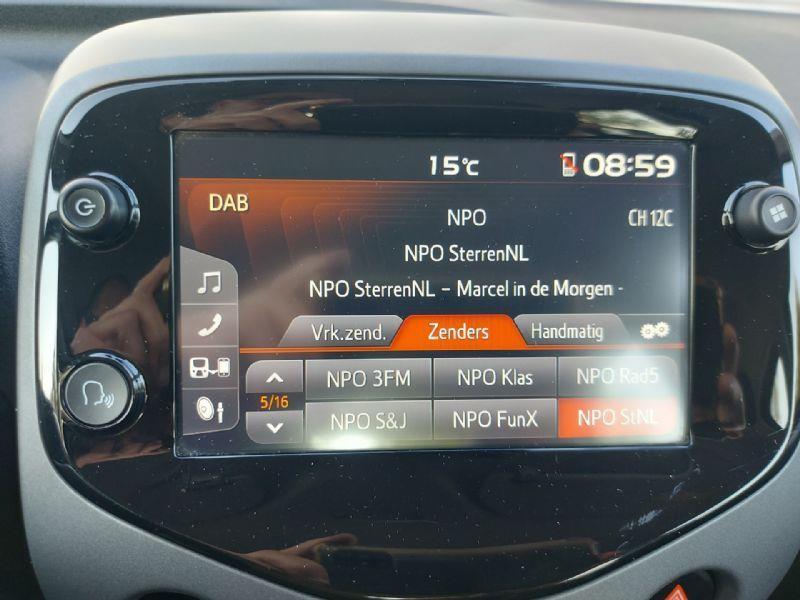 15°C 08:59
DAB
NPO CH 12C
NPO SterrenNL
NPO SterrenNL - Marcel in de Morgen -
Vrk.zend. Zenders Handmatig
NPO 3FM NPO Klas NPO Rad5
5/16
NPO S&J NPO FunX NPO StNL